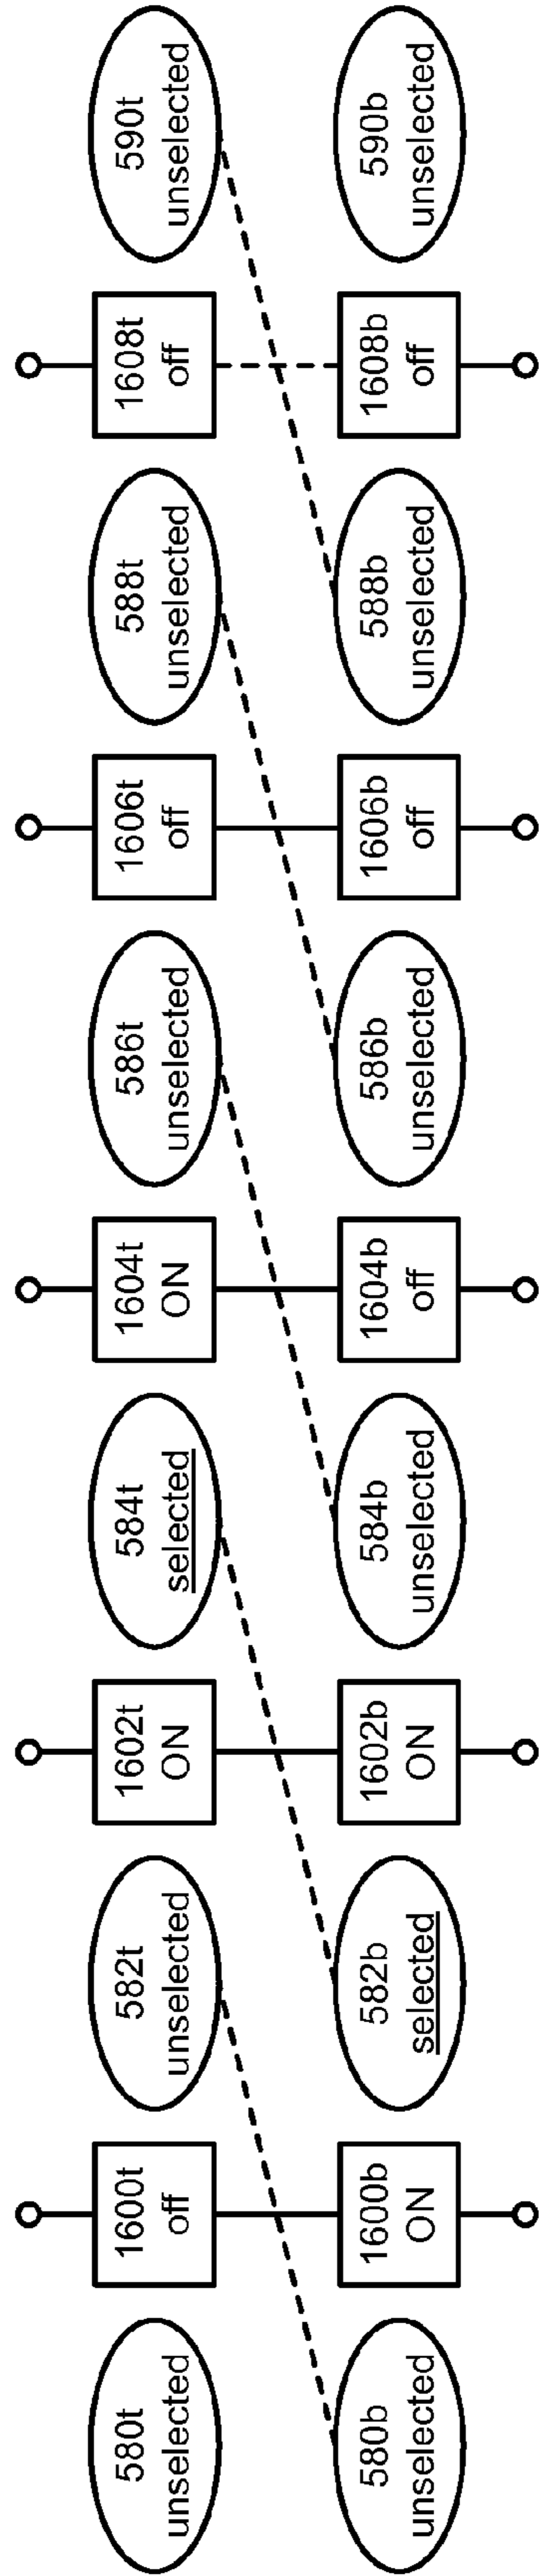 580t
unselected
1600t
off
582t
unselected
1602t
ON
584t
selected
1604t
ON
586t
unselected
1606t
off
588t
unselected
1608t
off
590t
unselected
580b
unselected
1600b
ON
582b
selected
1602b
ON
584b
unselected
1604b
off
586b
unselected
1606b
off
588b
unselected
1608b
off
590b
unselected